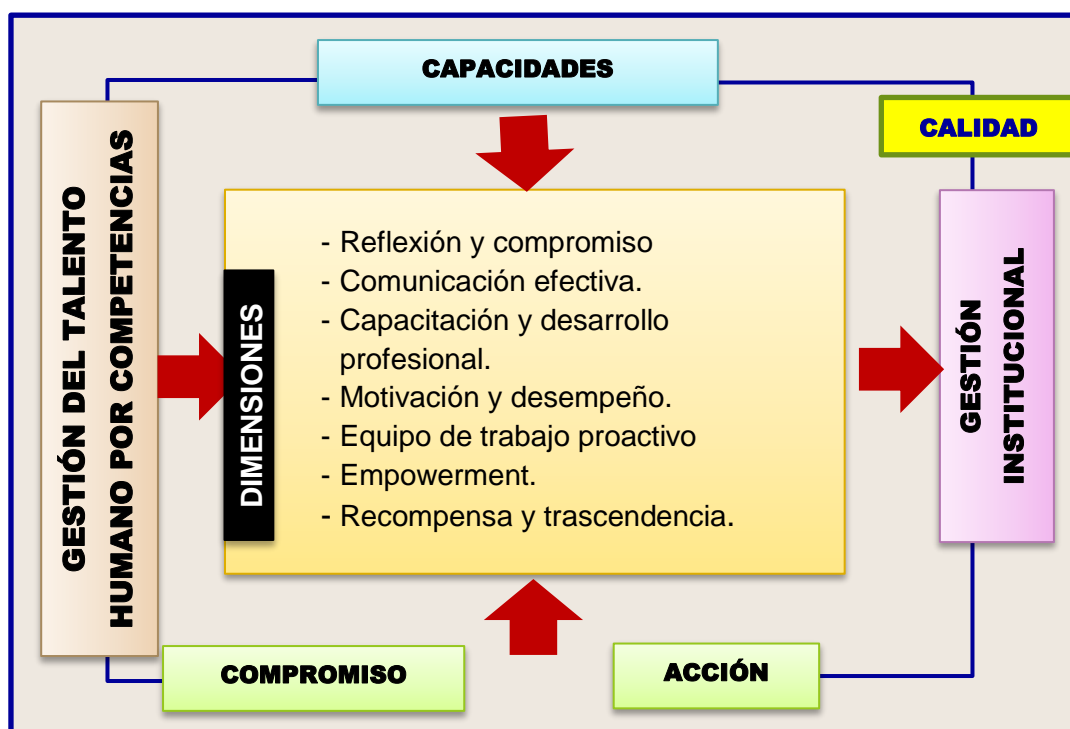 CAPACIDADES
CALIDAD
GESTIÓN DEL TALENTO
HUMANO POR COMPETENCIAS
DIMENSIONES
- Reflexión y compromiso
- Comunicación efectiva.
- Capacitación y desarrollo
profesional.
- Motivación y desempeño.
- Equipo de trabajo proactivo
- Empowerment.
- Recompensa y trascendencia.
GESTIÓN
INSTITUCIONAL
COMPROMISO
ACCIÓN